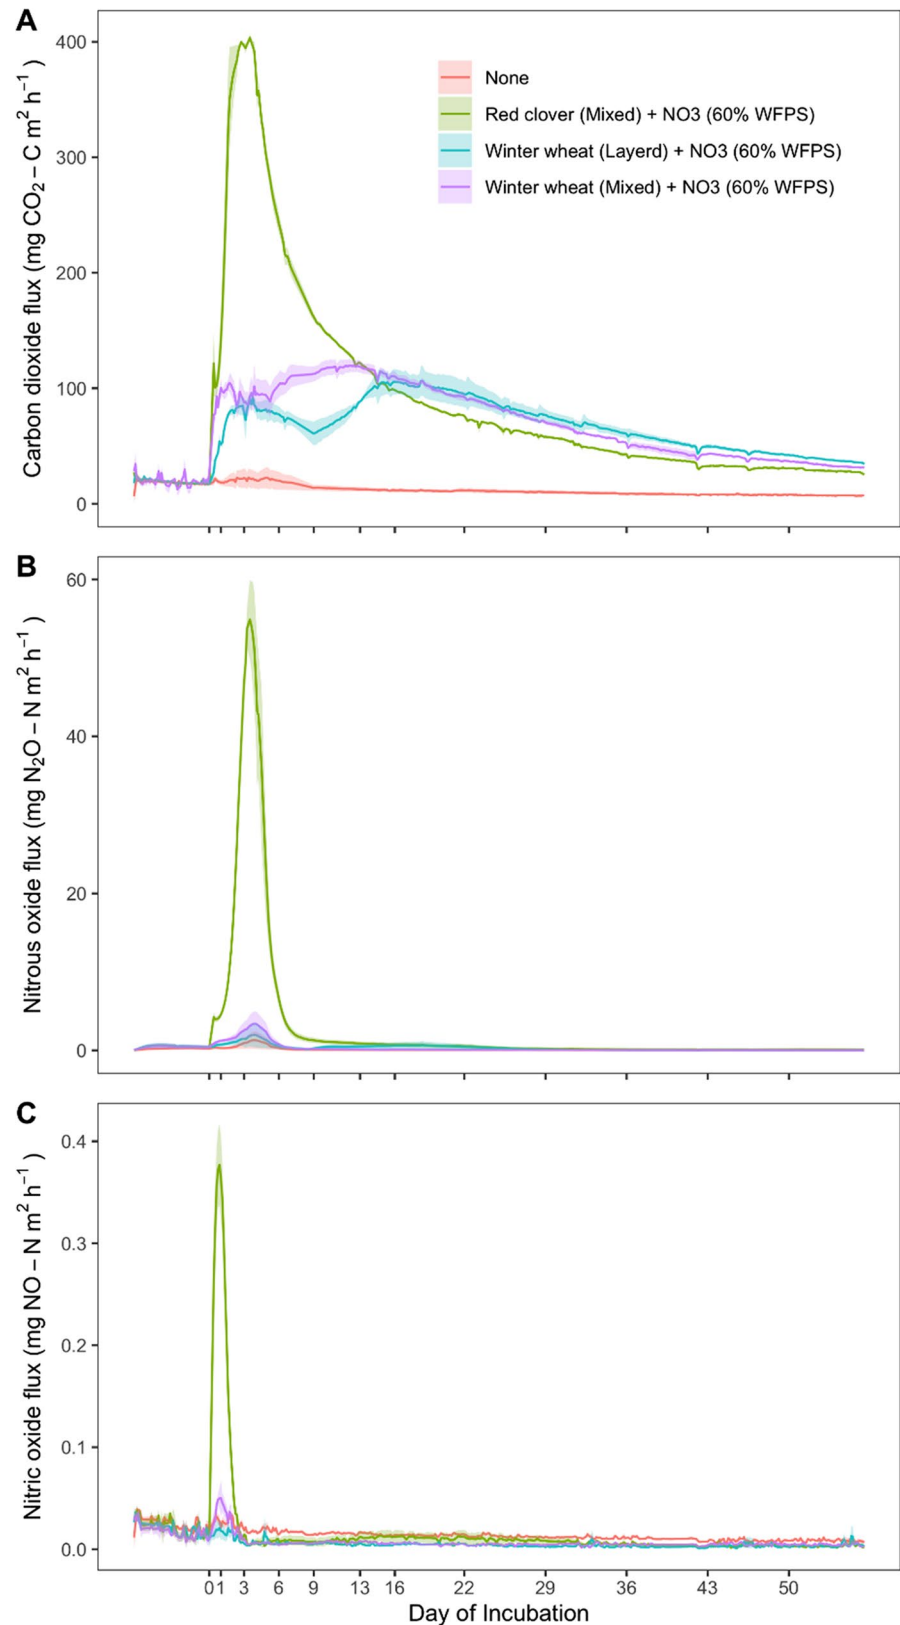 A
Carbon dioxide flux (mg CO₂ – C m² h⁻¹ )
400
300
200
100
0
None
Red clover (Mixed) + NO3 (60% WFPS)
Winter wheat (Layerd) + NO3 (60% WFPS)
Winter wheat (Mixed) + NO3 (60% WFPS)
B
Nitrous oxide flux (mg N₂O – N m² h⁻¹ )
60
40
20
0
C
Nitric oxide flux (mg NO – N m² h⁻¹ )
0.4
0.3
0.2
0.1
0.0
0 1 3 6 9 13 16 22 29 36 43 50
Day of Incubation